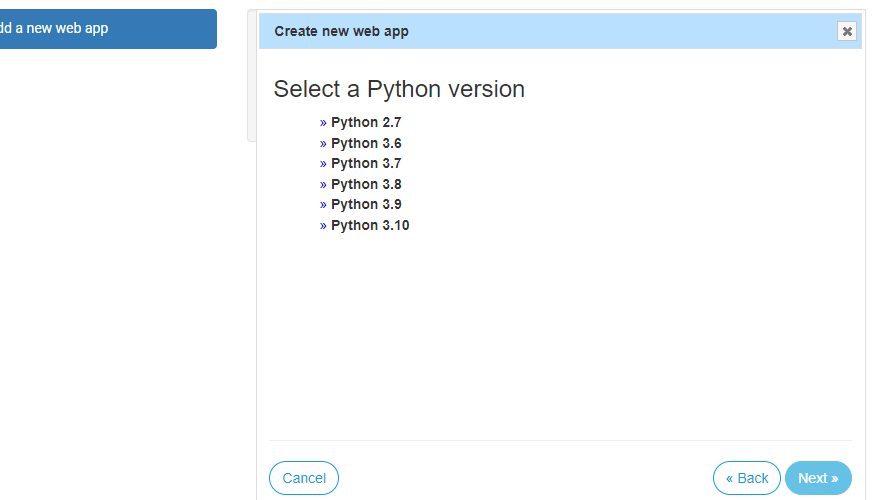 a new web app
Create new web app
Select a Python version
» Python 2.7
» Python 3.6
» Python 3.7
» Python 3.8
» Python 3.9
» Python 3.10
Cancel
« Back
Next »